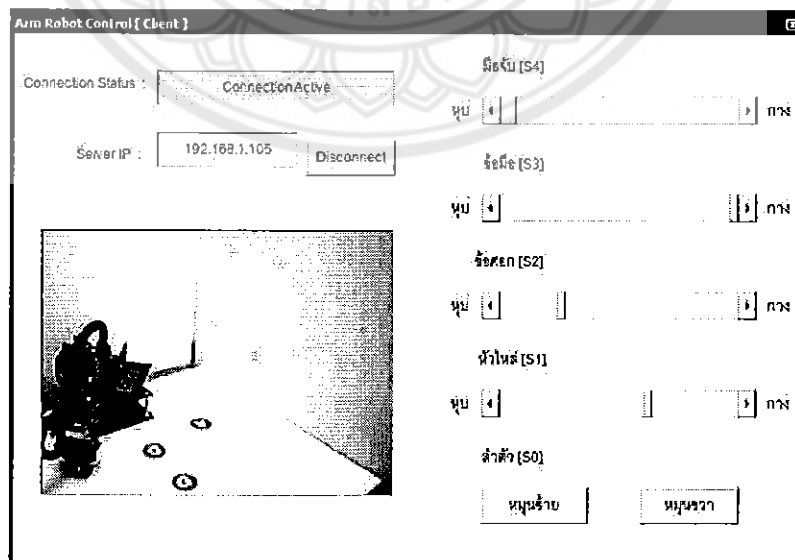 Arm Robot Control { Client }
Connection Status :
Connection Active
Server IP :
192.168.1.105
Disconnect
มือจับ [S4]
หุบ
กาง
ข้อมือ [S3]
หุบ
กาง
ข้อศอก [S2]
หุบ
กาง
หัวไหล่ [S1]
หุบ
กาง
ลำตัว [S0]
หมุนซ้าย
หมุนขวา